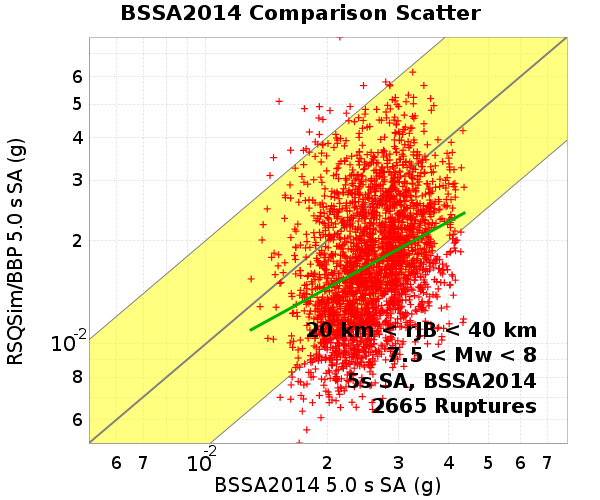 BSSA2014 Comparison Scatter
RSQSim/BBP 5.0 s SA (g)
6
5
4
3
2
10-2
8
6
20 km < rJB < 40 km
7.5 < Mw < 8
5s SA, BSSA2014
2665 Ruptures
6 7 10-2 2 3 4 5 6 7
BSSA2014 5.0 s SA (g)